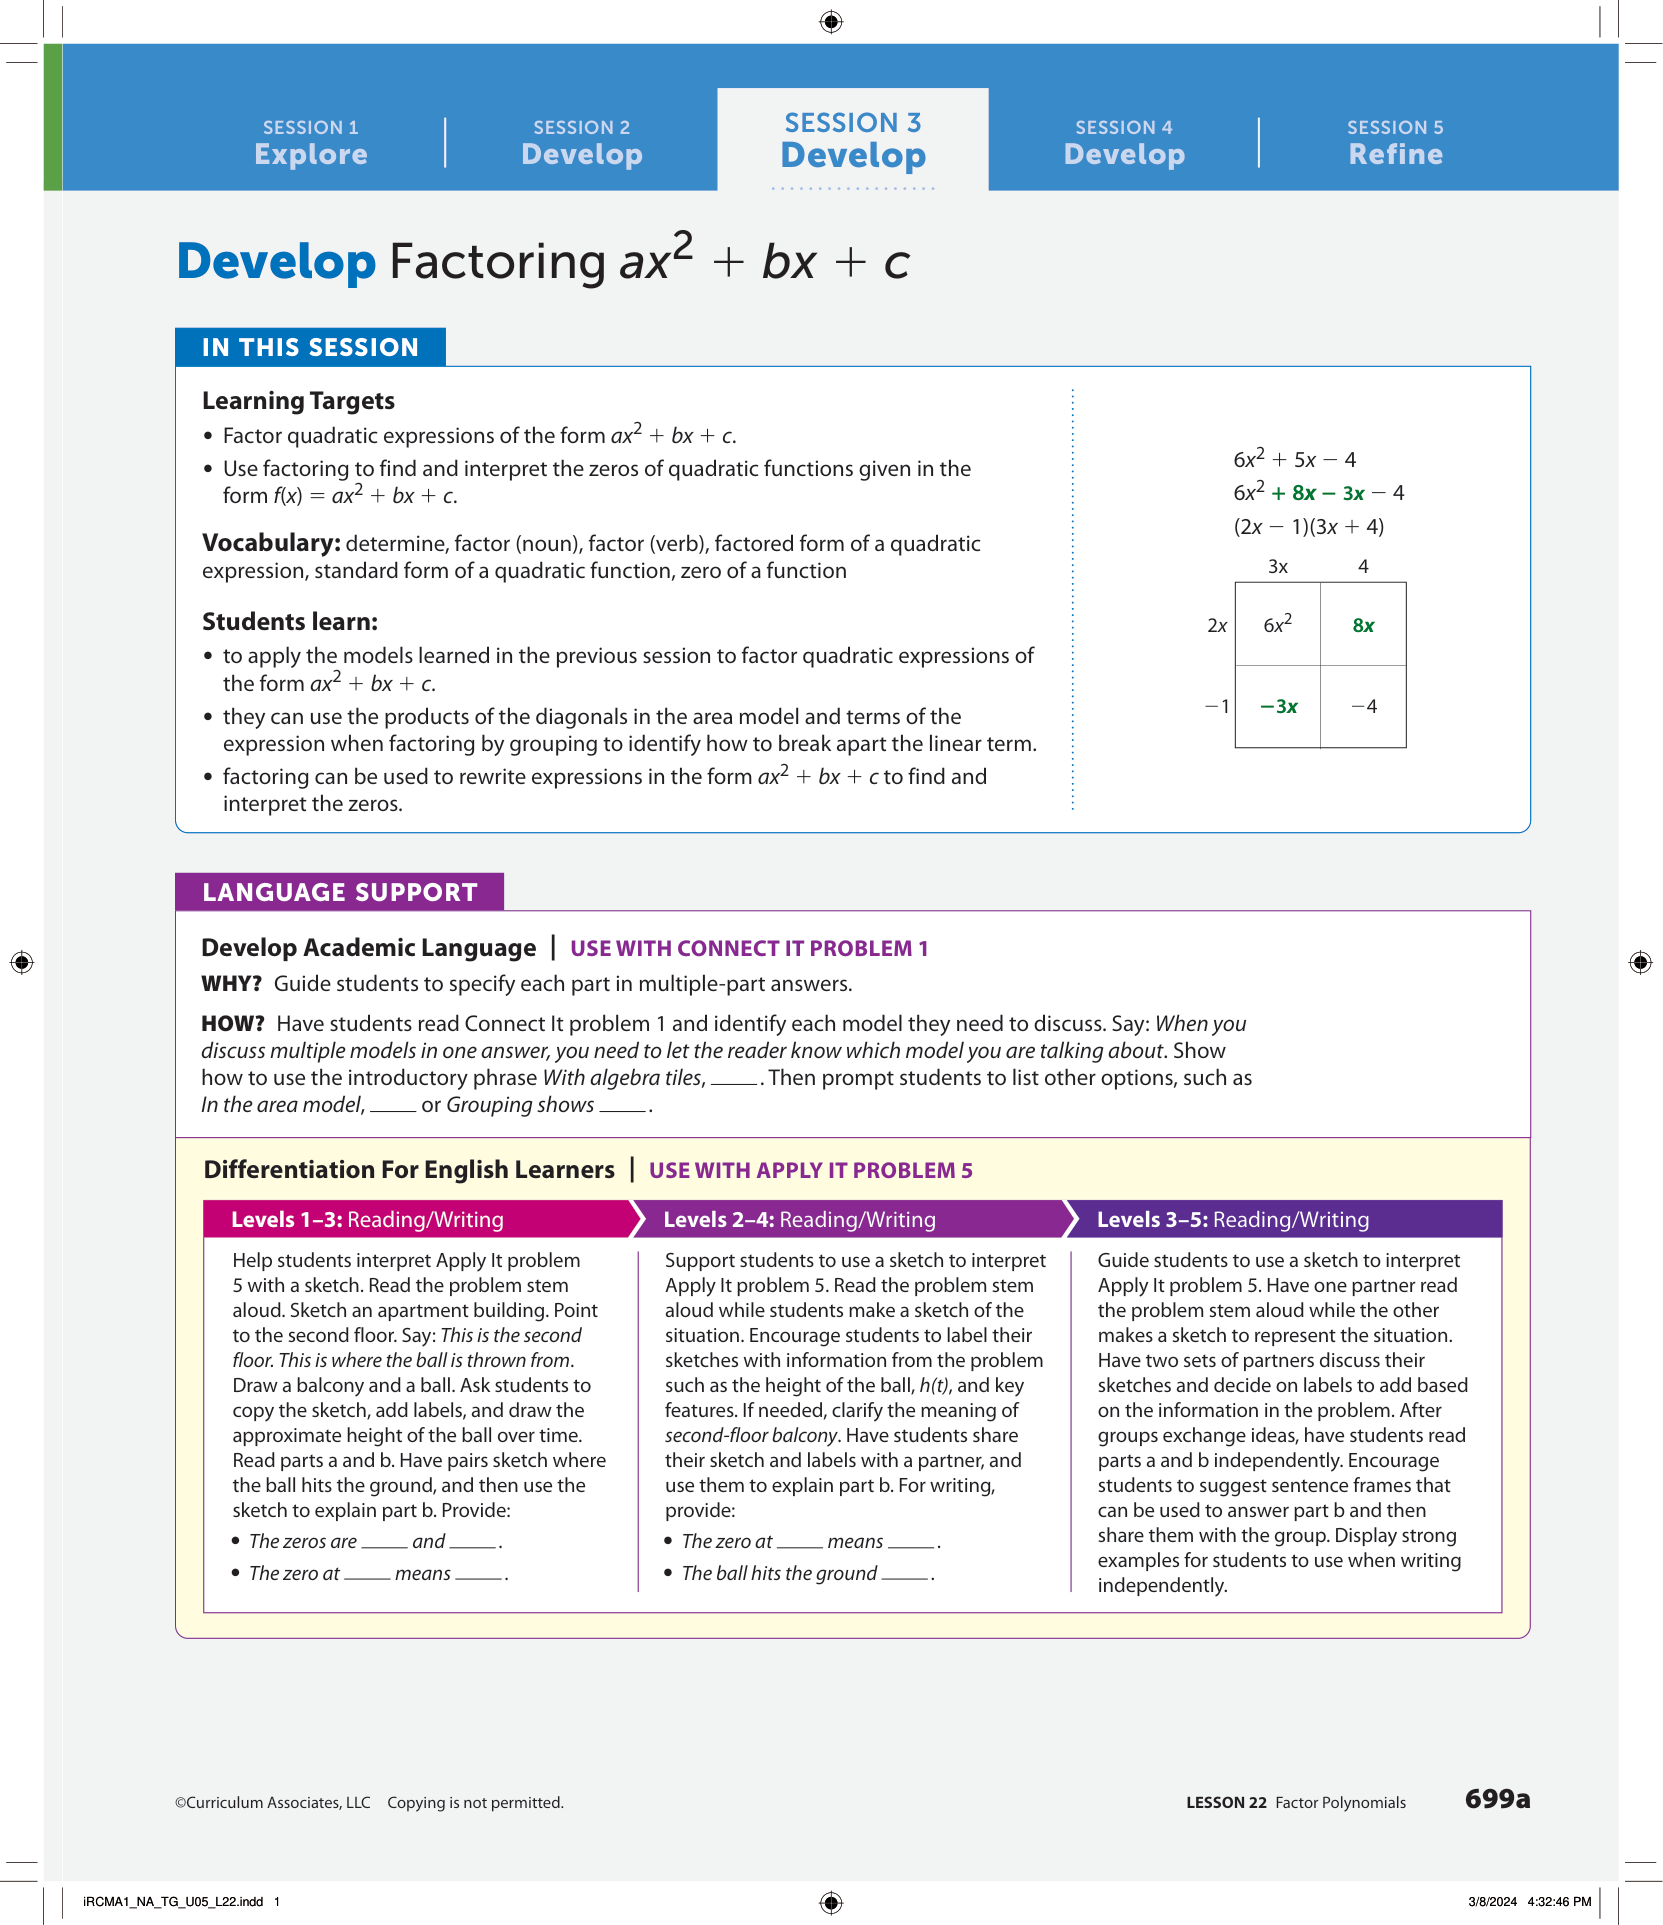 SESSION 1
Explore
SESSION 2
Develop
SESSION 3
Develop
SESSION 4
Develop
SESSION 5
Refine
Develop Factoring ax² + bx + c
IN THIS SESSION
Learning Targets
• Factor quadratic expressions of the form ax² + bx + c.
• Use factoring to find and interpret the zeros of quadratic functions given in the
form f(x) = ax² + bx + c.
Vocabulary: determine, factor (noun), factor (verb), factored form of a quadratic
expression, standard form of a quadratic function, zero of a function
Students learn:
• to apply the models learned in the previous session to factor quadratic expressions of
the form ax² + bx + c.
• they can use the products of the diagonals in the area model and terms of the
expression when factoring by grouping to identify how to break apart the linear term.
• factoring can be used to rewrite expressions in the form ax² + bx + c to find and
interpret the zeros.
6x² + 5x − 4
6x² + 8x − 3x − 4
(2x − 1)(3x + 4)
3x 4
2x 6x² 8x
−1 −3x −4
LANGUAGE SUPPORT
Develop Academic Language | USE WITH CONNECT IT PROBLEM 1
WHY? Guide students to specify each part in multiple-part answers.
HOW? Have students read Connect It problem 1 and identify each model they need to discuss. Say: When you
discuss multiple models in one answer, you need to let the reader know which model you are talking about. Show
how to use the introductory phrase With algebra tiles, ____. Then prompt students to list other options, such as
In the area model, ____ or Grouping shows ____.
Differentiation For English Learners | USE WITH APPLY IT PROBLEM 5
Levels 1–3: Reading/Writing
Help students interpret Apply It problem
5 with a sketch. Read the problem stem
aloud. Sketch an apartment building. Point
to the second floor. Say: This is the second
floor. This is where the ball is thrown from.
Draw a balcony and a ball. Ask students to
copy the sketch, add labels, and draw the
approximate height of the ball over time.
Read parts a and b. Have pairs sketch where
the ball hits the ground, and then use the
sketch to explain part b. Provide:
• The zeros are ____ and ____.
• The zero at ____ means ____.
Levels 2–4: Reading/Writing
Support students to use a sketch to interpret
Apply It problem 5. Read the problem stem
aloud while students make a sketch of the
situation. Encourage students to label their
sketches with information from the problem
such as the height of the ball, h(t), and key
features. If needed, clarify the meaning of
second-floor balcony. Have students share
their sketch and labels with a partner, and
use them to explain part b. For writing,
provide:
• The zero at ____ means ____.
• The ball hits the ground ____.
Levels 3–5: Reading/Writing
Guide students to use a sketch to interpret
Apply It problem 5. Have one partner read
the problem stem aloud while the other
makes a sketch to represent the situation.
Have two sets of partners discuss their
sketches and decide on labels to add based
on the information in the problem. After
groups exchange ideas, have students read
parts a and b independently. Encourage
students to suggest sentence frames that
can be used to answer part b and then
share them with the group. Display strong
examples for students to use when writing
independently.
©Curriculum Associates, LLC Copying is not permitted.
LESSON 22 Factor Polynomials 699a
iRCMA1_NA_TG_U05_L22.indd 1
3/8/2024 4:32:46 PM